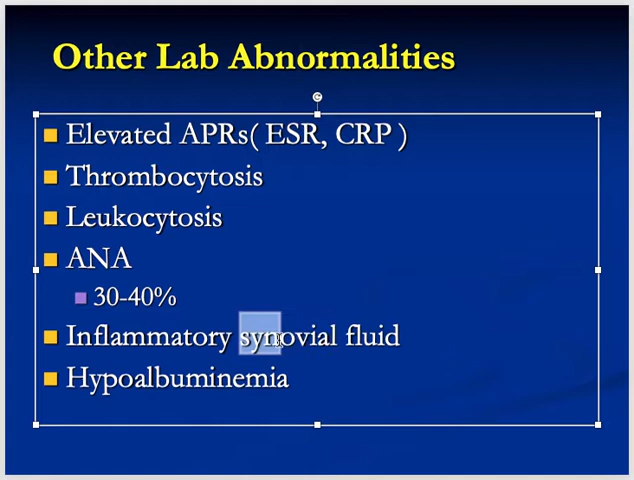 Other Lab Abnormalities
Elevated APRs( ESR, CRP )
Thrombocytosis
Leukocytosis
ANA
30-40%
Inflammatory synovial fluid
Hypoalbuminemia